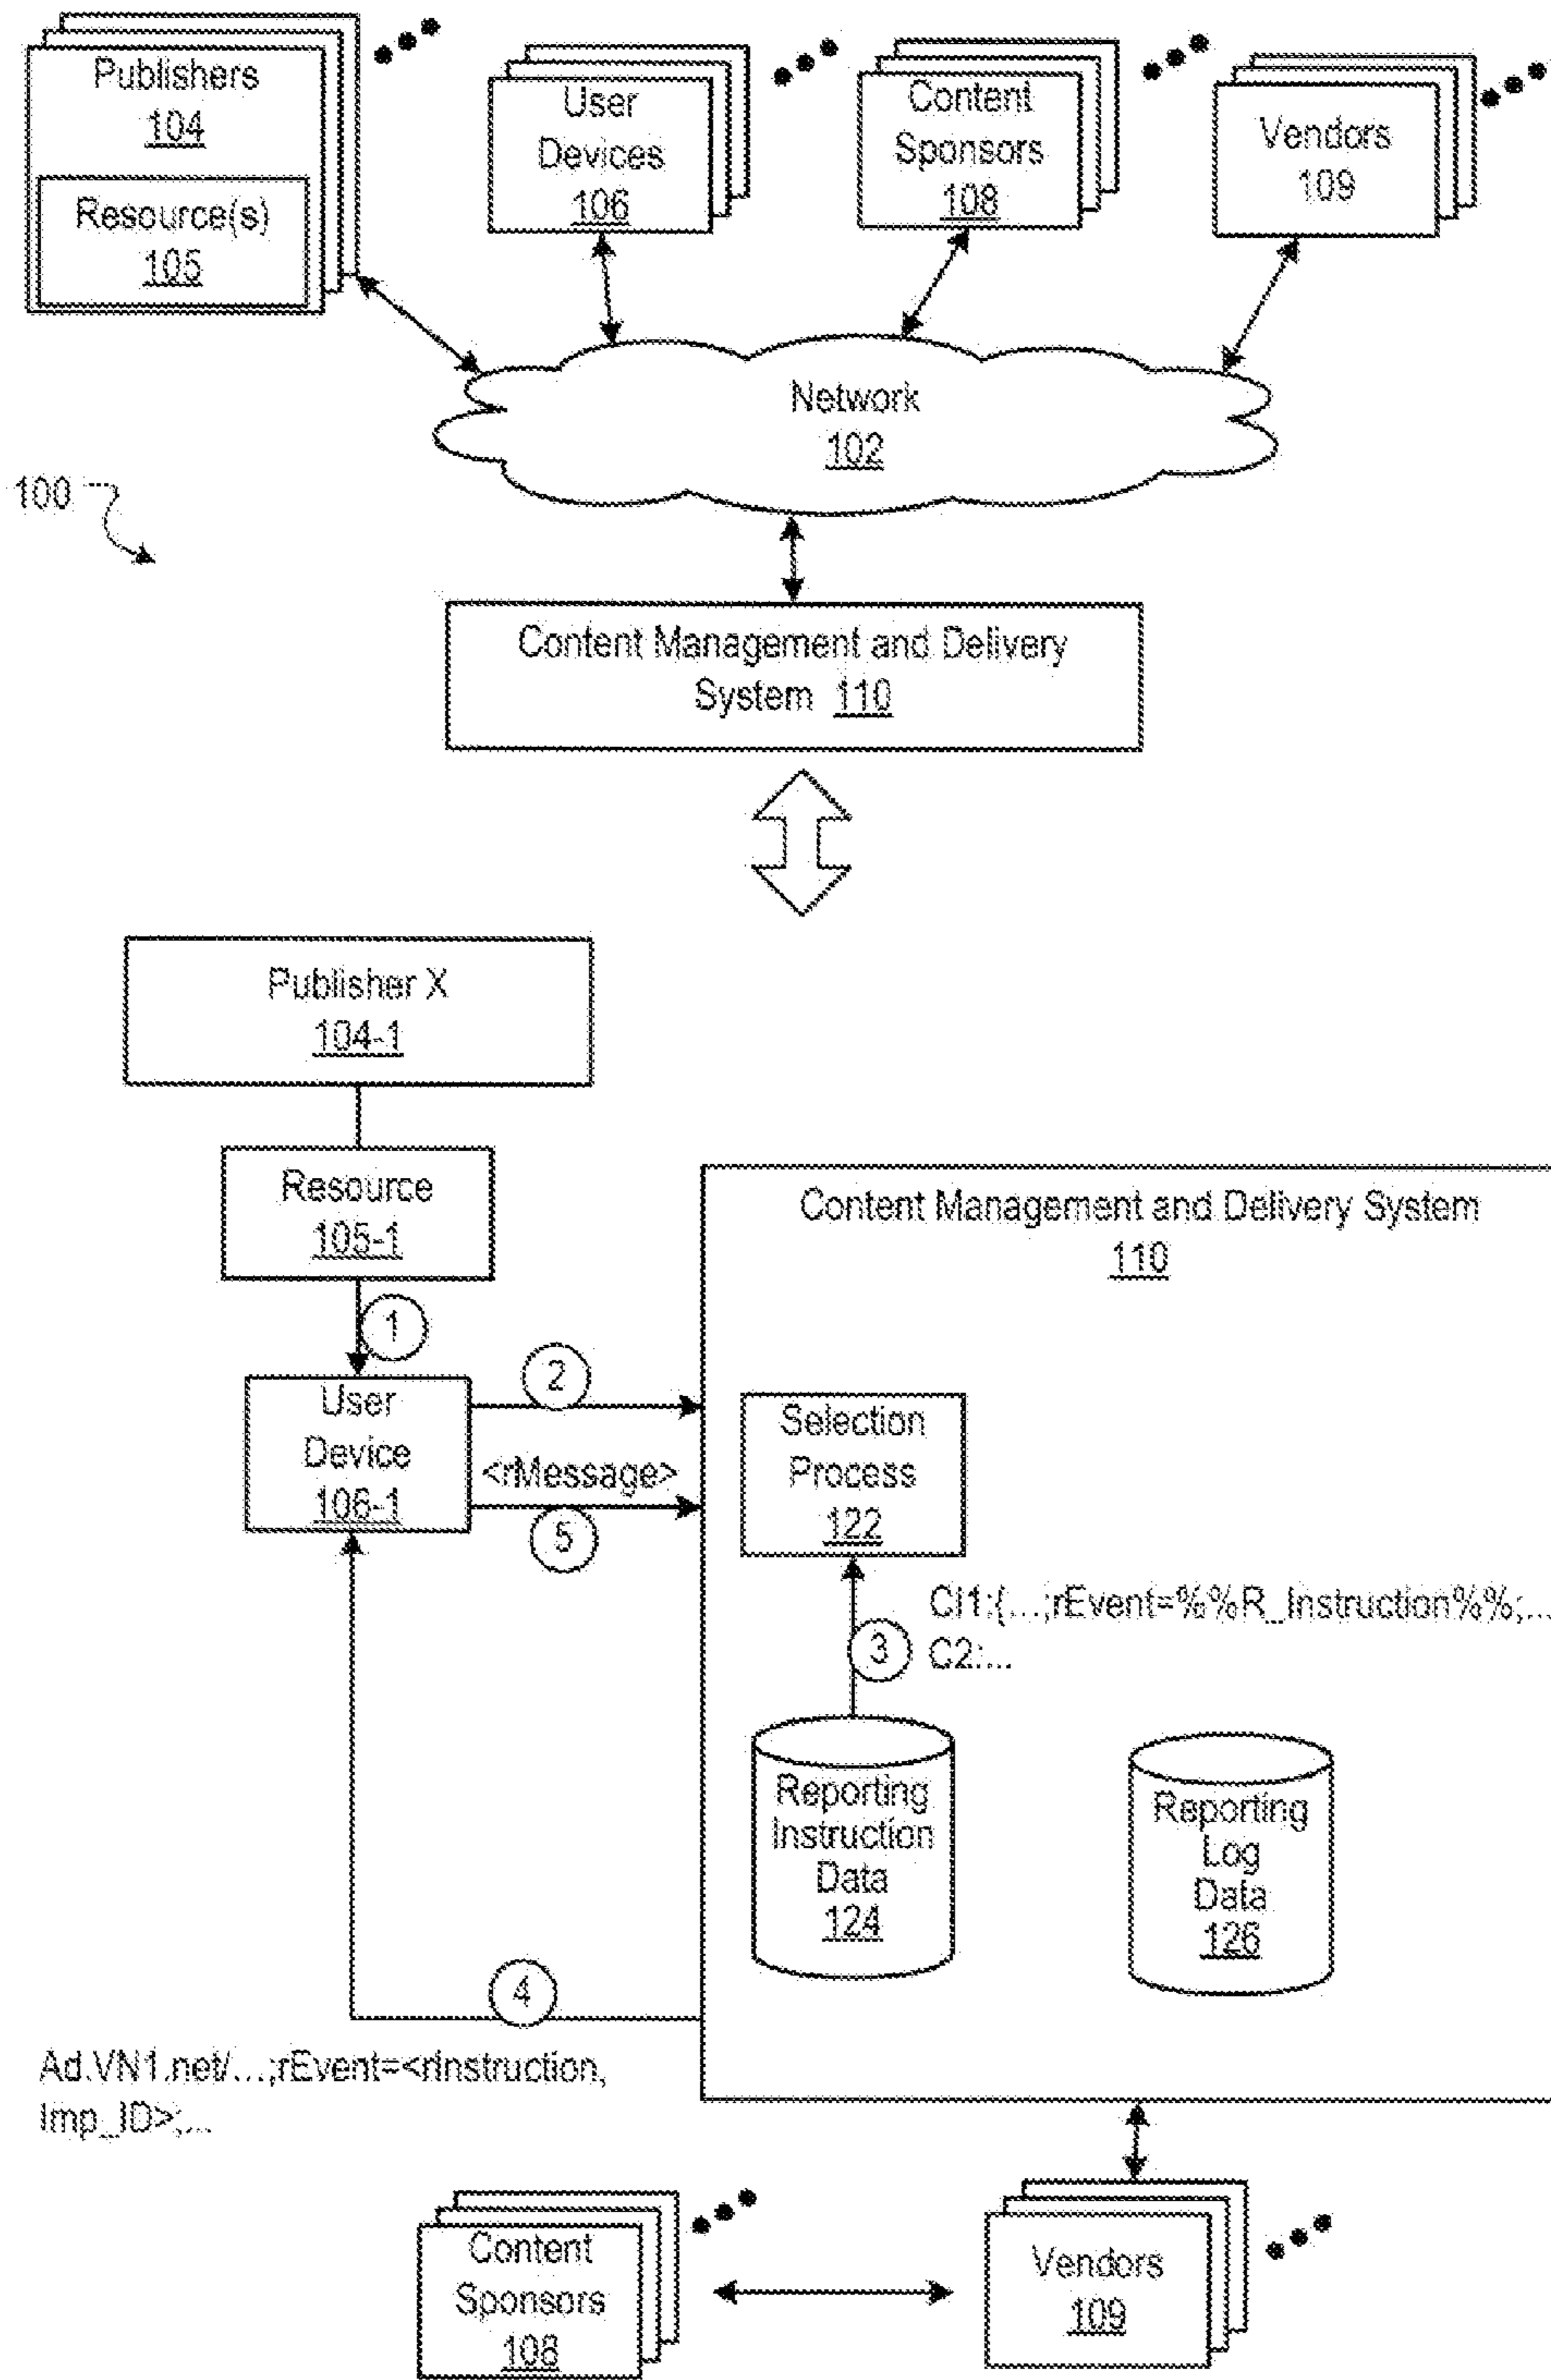 Publishers
104
Resource(s)
105
User
Devices
106
Content
Sponsors
108
Vendors
109
Network
102
100
Content Management and Delivery
System 110
Publisher X
104-1
Resource
105-1
1
User
Device
106-1
2
<rMessage>
5
Content Management and Delivery System
110
Selection
Process
122
CI1:{...;rEvent=%%R_Instruction%%;...
C2:...
3
Reporting
Instruction
Data
124
Reporting
Log
Data
126
4
Ad.VN1.net/...;rEvent=<rInstruction,
Imp_ID>;...
Content
Sponsors
108
Vendors
109